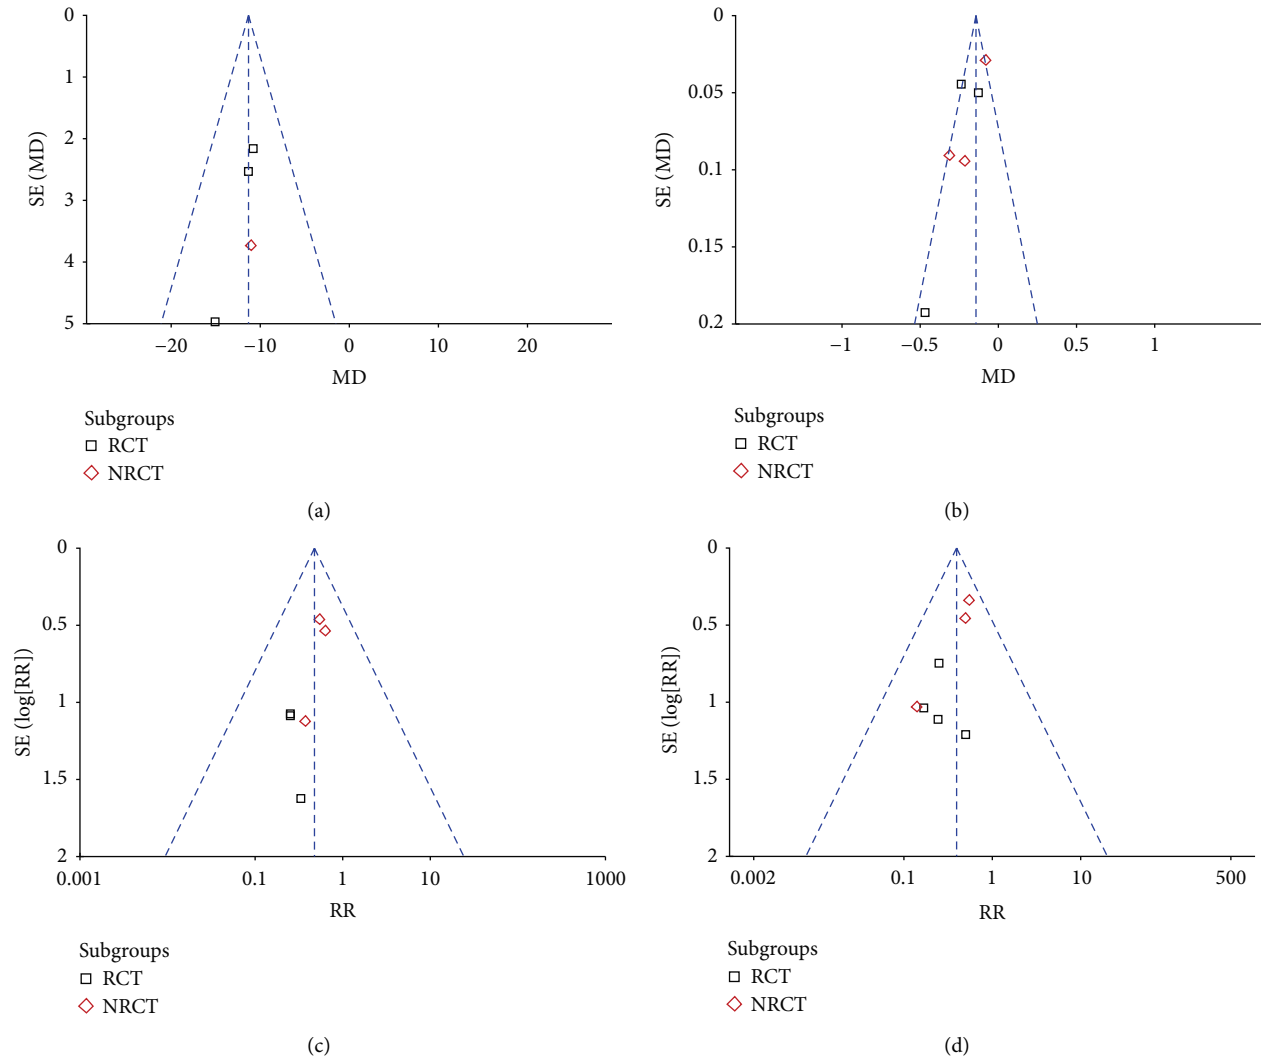 0
1
2
3
4
5
SE (MD)
−20
−10
0
10
20
MD
Subgroups
RCT
NRCT
(a)
0
0.05
0.1
0.15
0.2
SE (MD)
−1
−0.5
0
0.5
1
MD
Subgroups
RCT
NRCT
(b)
0
0.5
1
1.5
2
SE (log[RR])
0.001
0.1
1
10
1000
RR
Subgroups
RCT
NRCT
(c)
0
0.5
1
1.5
2
SE (log[RR])
0.002
0.1
1
10
500
RR
Subgroups
RCT
NRCT
(d)